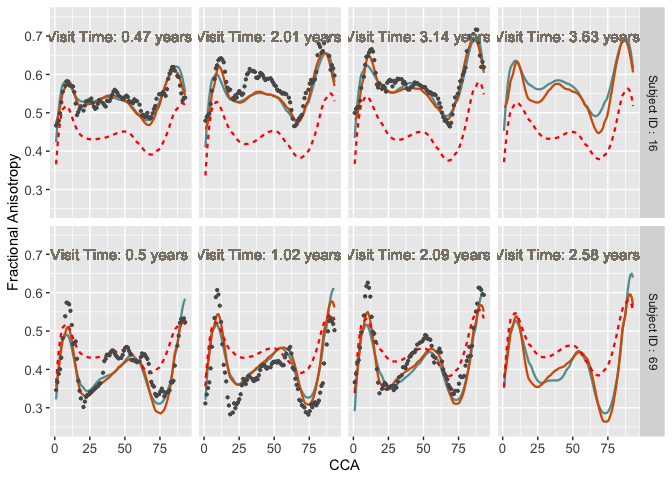 Visit Time: 0.47 years
Visit Time: 2.01 years
Visit Time: 3.14 years
Visit Time: 3.63 years
0.7
0.6
0.5
0.4
0.3
Subject ID : 16
Fractional Anisotropy
Visit Time: 0.5 years
Visit Time: 1.02 years
Visit Time: 2.09 years
Visit Time: 2.58 years
0.7
0.6
0.5
0.4
0.3
Subject ID : 69
0 25 50 75
0 25 50 75
0 25 50 75
0 25 50 75
CCA